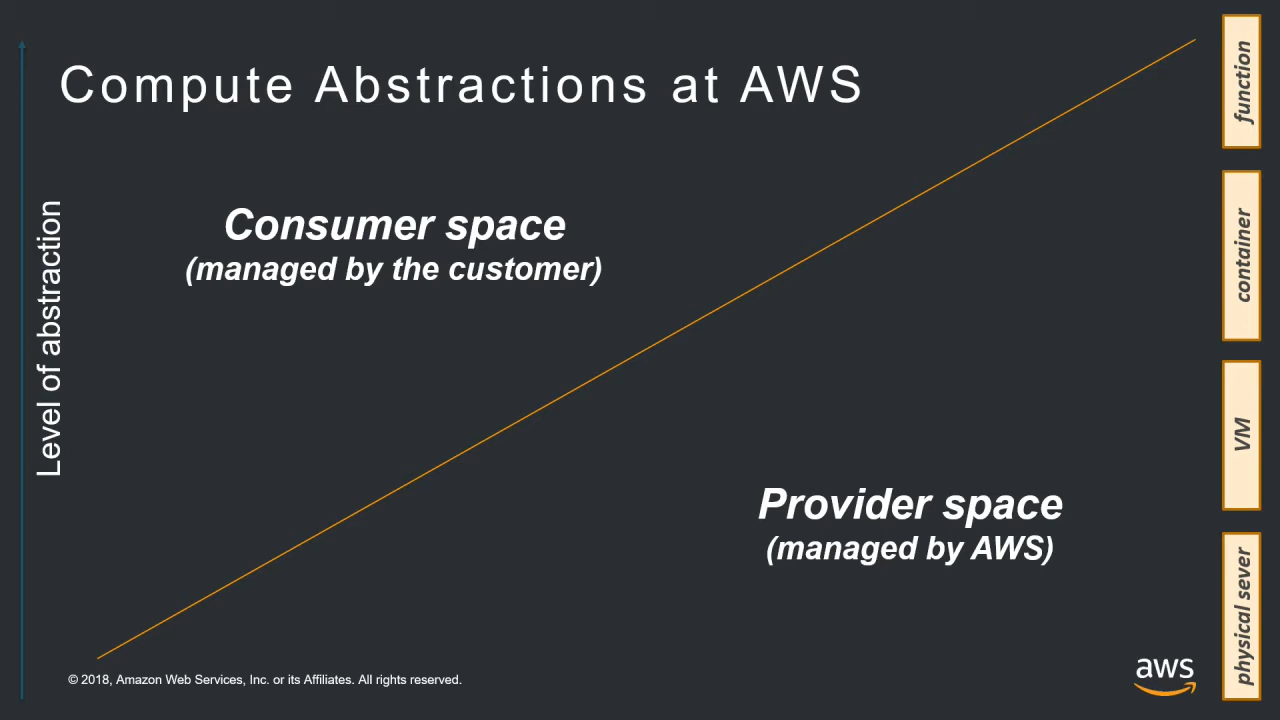 Compute Abstractions at AWS
Level of abstraction
Consumer space
(managed by the customer)
Provider space
(managed by AWS)
function
container
VM
physical sever
© 2018, Amazon Web Services, Inc. or its Affiliates. All rights reserved.
aws